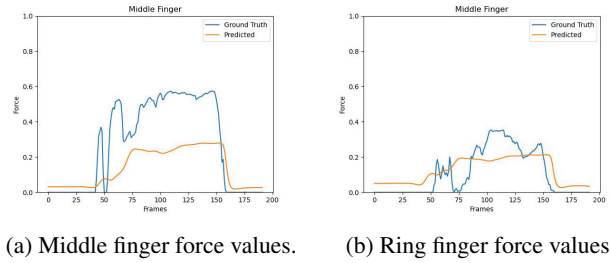 Middle Finger
Ground Truth
Predicted
Force
1.0
0.8
0.6
0.4
0.2
0.0
0 25 50 75 100 125 150 175 200
Frames
(a) Middle finger force values.
Middle Finger
Ground Truth
Predicted
Force
1.0
0.8
0.6
0.4
0.2
0.0
0 25 50 75 100 125 150 175 200
Frames
(b) Ring finger force values